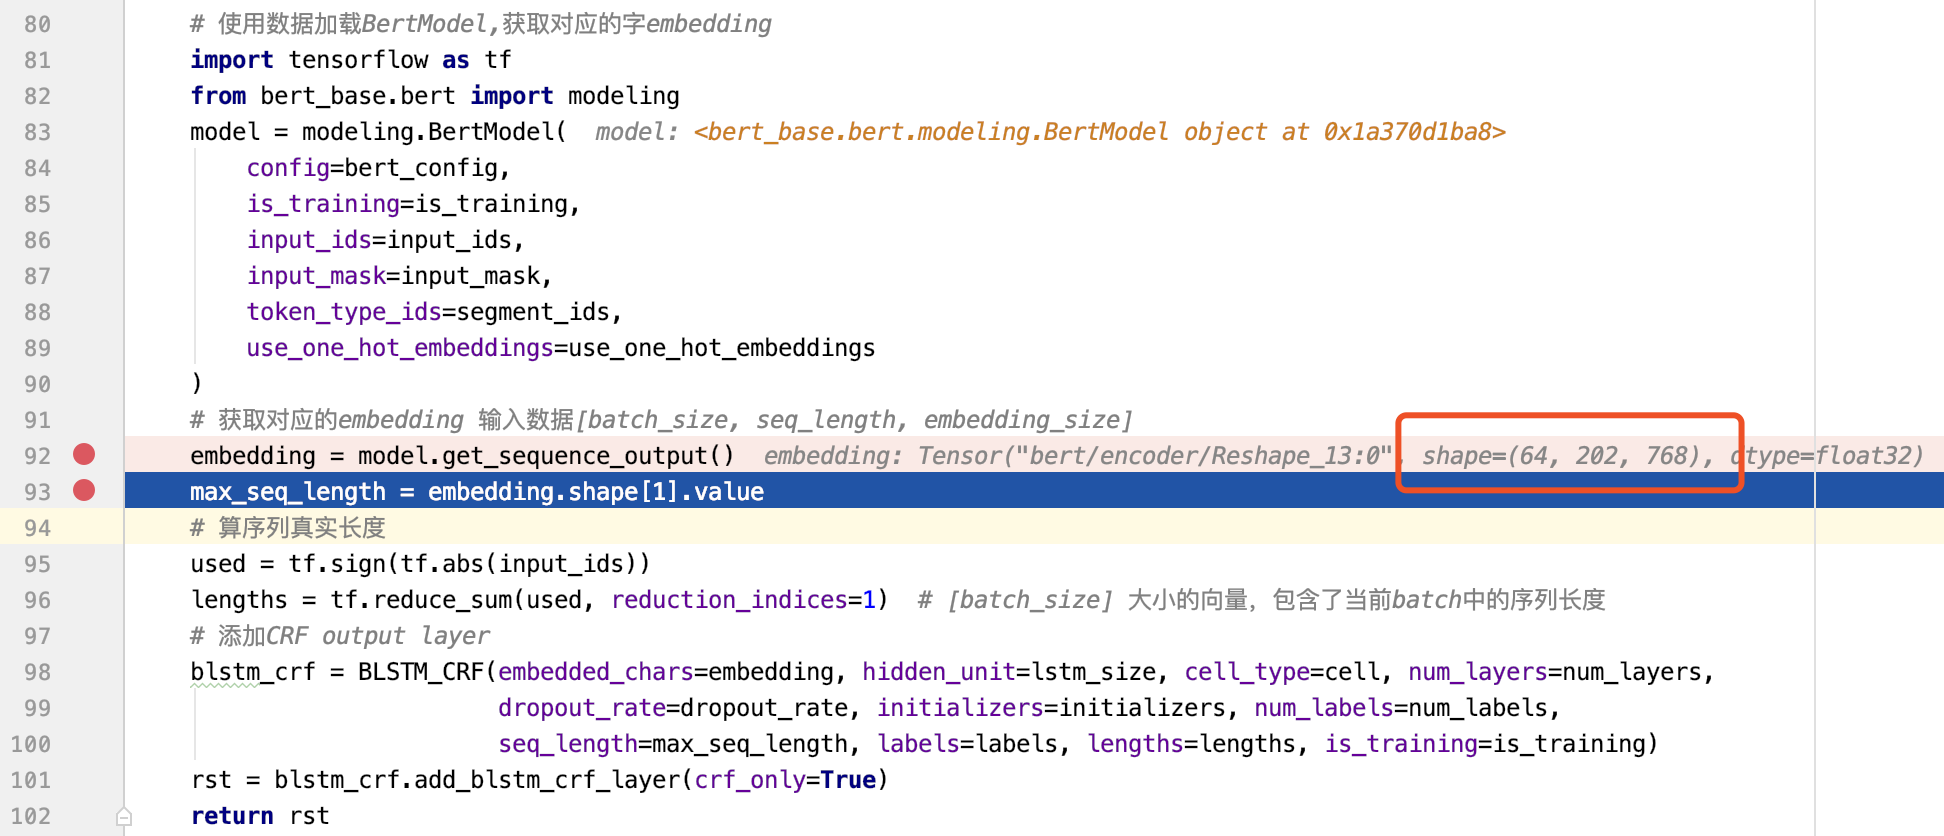 80 # 使用数据加载BertModel,获取对应的字embedding
81 import tensorflow as tf
82 from bert_base.bert import modeling
83 model = modeling.BertModel(  model: <bert_base.bert.modeling.BertModel object at 0x1a370d1ba8>
84     config=bert_config,
85     is_training=is_training,
86     input_ids=input_ids,
87     input_mask=input_mask,
88     token_type_ids=segment_ids,
89     use_one_hot_embeddings=use_one_hot_embeddings
90 )
91 # 获取对应的embedding 输入数据[batch_size, seq_length, embedding_size]
92 embedding = model.get_sequence_output()  embedding: Tensor("bert/encoder/Reshape_13:0", shape=(64, 202, 768), dtype=float32)
93 max_seq_length = embedding.shape[1].value
94 # 算序列真实长度
95 used = tf.sign(tf.abs(input_ids))
96 lengths = tf.reduce_sum(used, reduction_indices=1)  # [batch_size] 大小的向量，包含了当前batch中的序列长度
97 # 添加CRF output layer
98 blstm_crf = BLSTM_CRF(embedded_chars=embedding, hidden_unit=lstm_size, cell_type=cell, num_layers=num_layers,
99                       dropout_rate=dropout_rate, initializers=initializers, num_labels=num_labels,
100                       seq_length=max_seq_length, labels=labels, lengths=lengths, is_training=is_training)
101 rst = blstm_crf.add_blstm_crf_layer(crf_only=True)
102 return rst